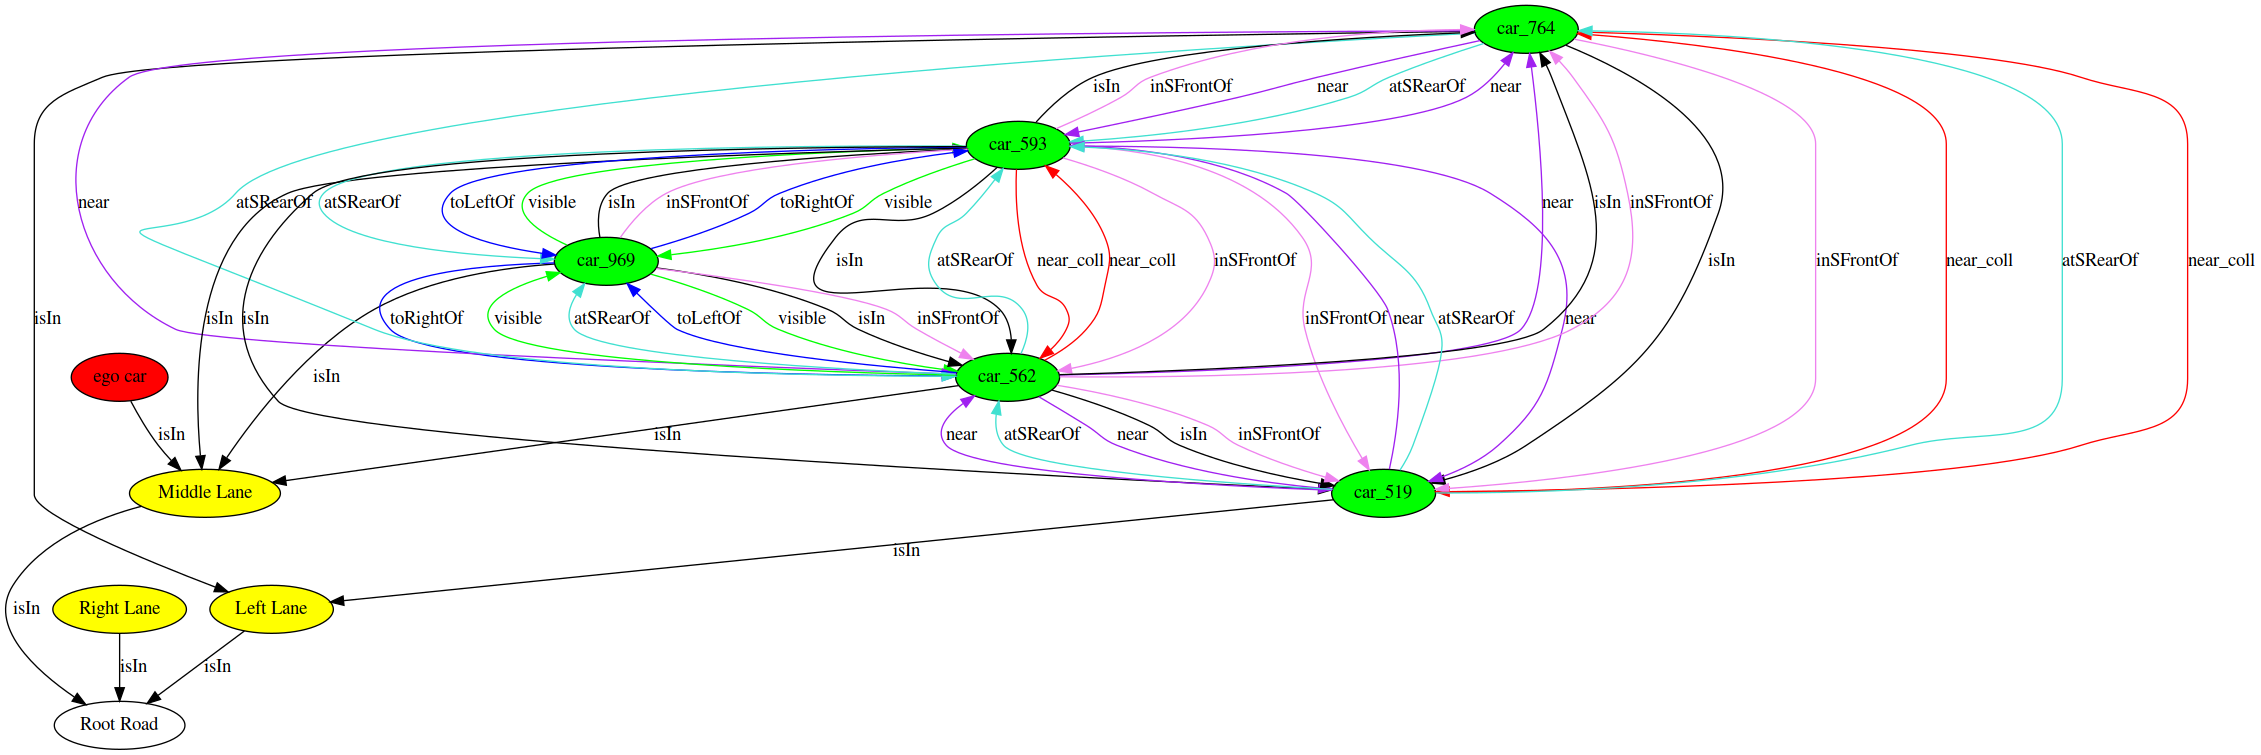 car_764
isIn
inSFrontOf
near
atSRearOf
near
car_593
near
atSRearOf
atSRearOf
toLeftOf
visible
isIn
inSFrontOf
toRightOf
visible
near
isIn
inSFrontOf
car_969
isIn
atSRearOf
near_coll
near_coll
inSFrontOf
isIn
inSFrontOf
near_coll
atSRearOf
near_coll
isIn
isIn
isIn
toRightOf
visible
atSRearOf
toLeftOf
visible
isIn
inSFrontOf
inSFrontOf
near
atSRearOf
near
ego car
isIn
car_562
isIn
isIn
near
atSRearOf
near
isIn
inSFrontOf
Middle Lane
car_519
isIn
isIn
Right Lane
Left Lane
isIn
isIn
Root Road